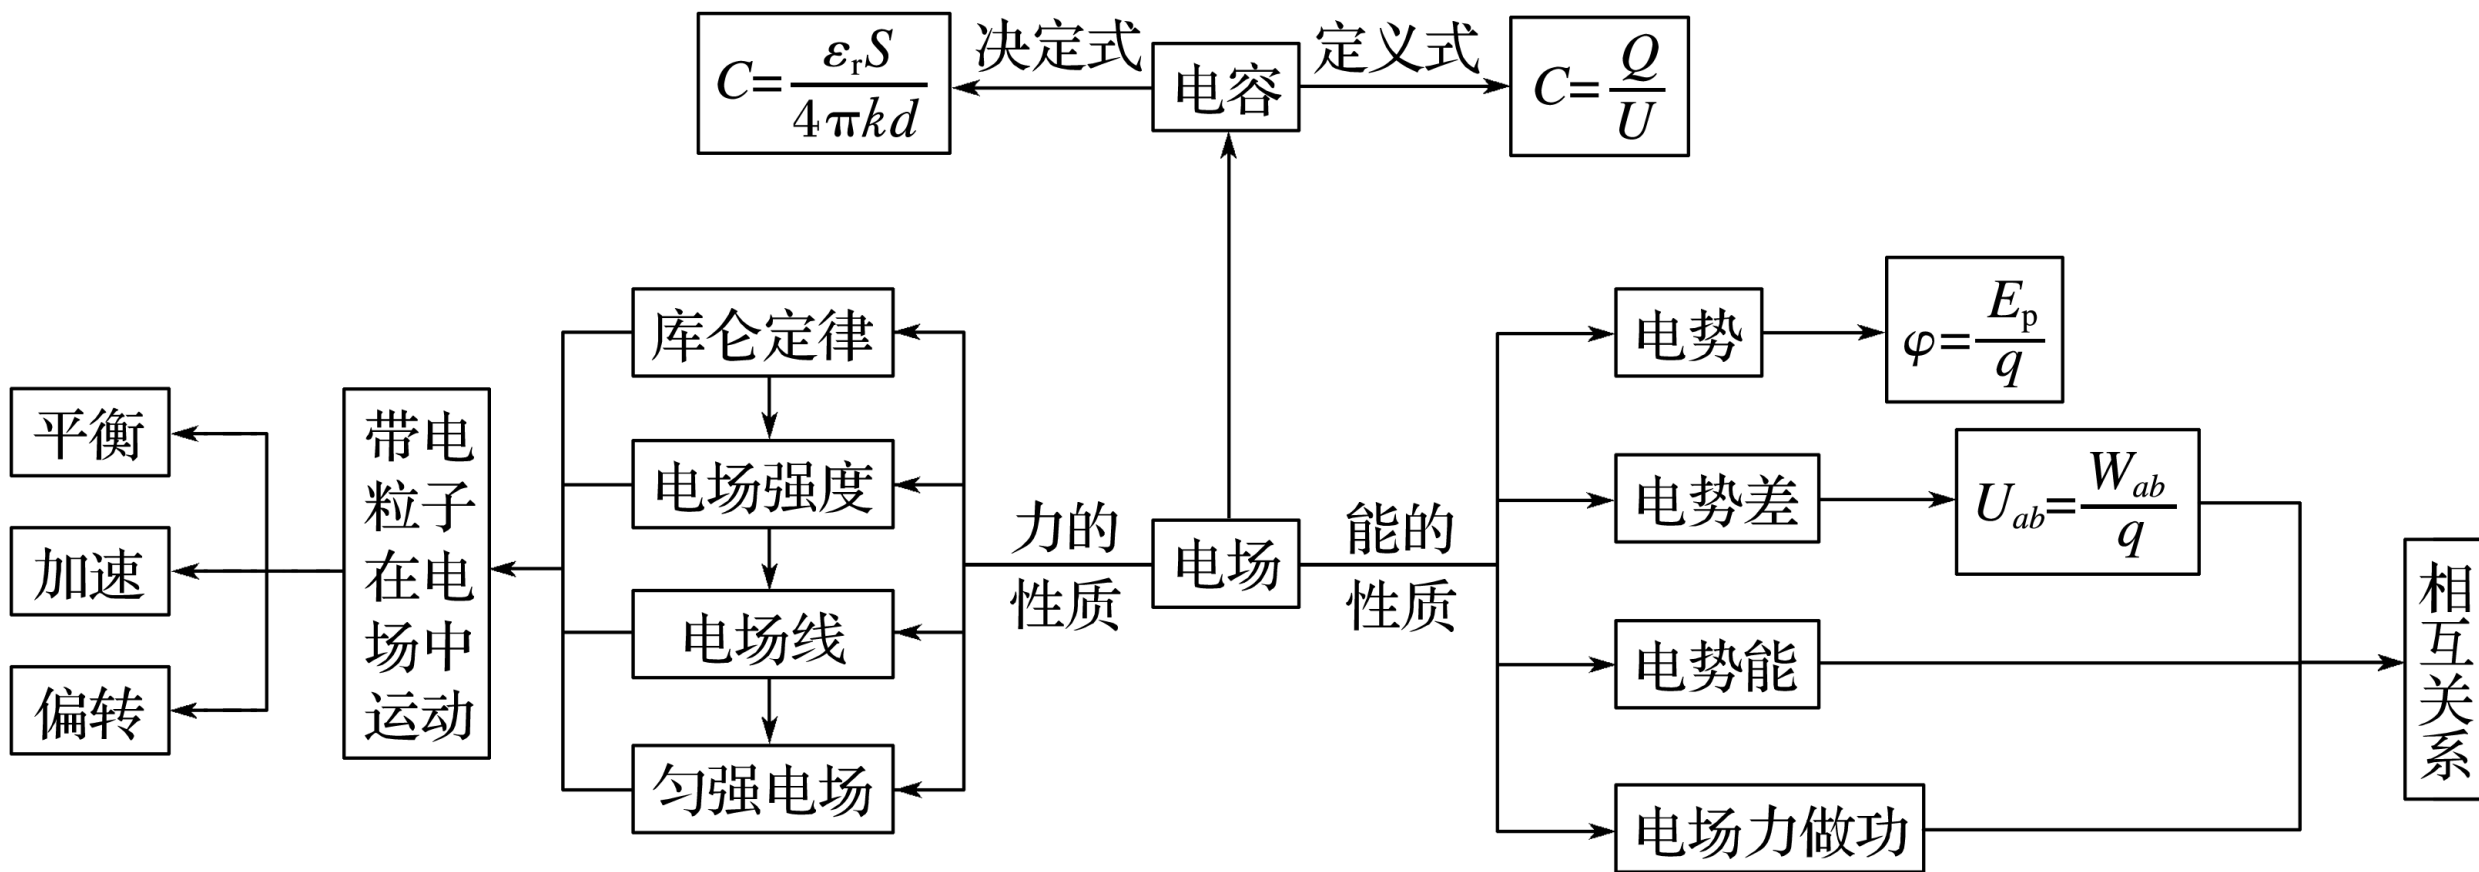 C=εrS/4πkd
决定式
电容
定义式
C=Q/U
库仑定律
电场强度
电场线
匀强电场
带电
粒子
在电
场中
运动
平衡
加速
偏转
力的
性质
电场
能的
性质
电势
φ=Ep/q
电势差
Uab=Wab/q
电势能
电场力做功
相
互
关
系